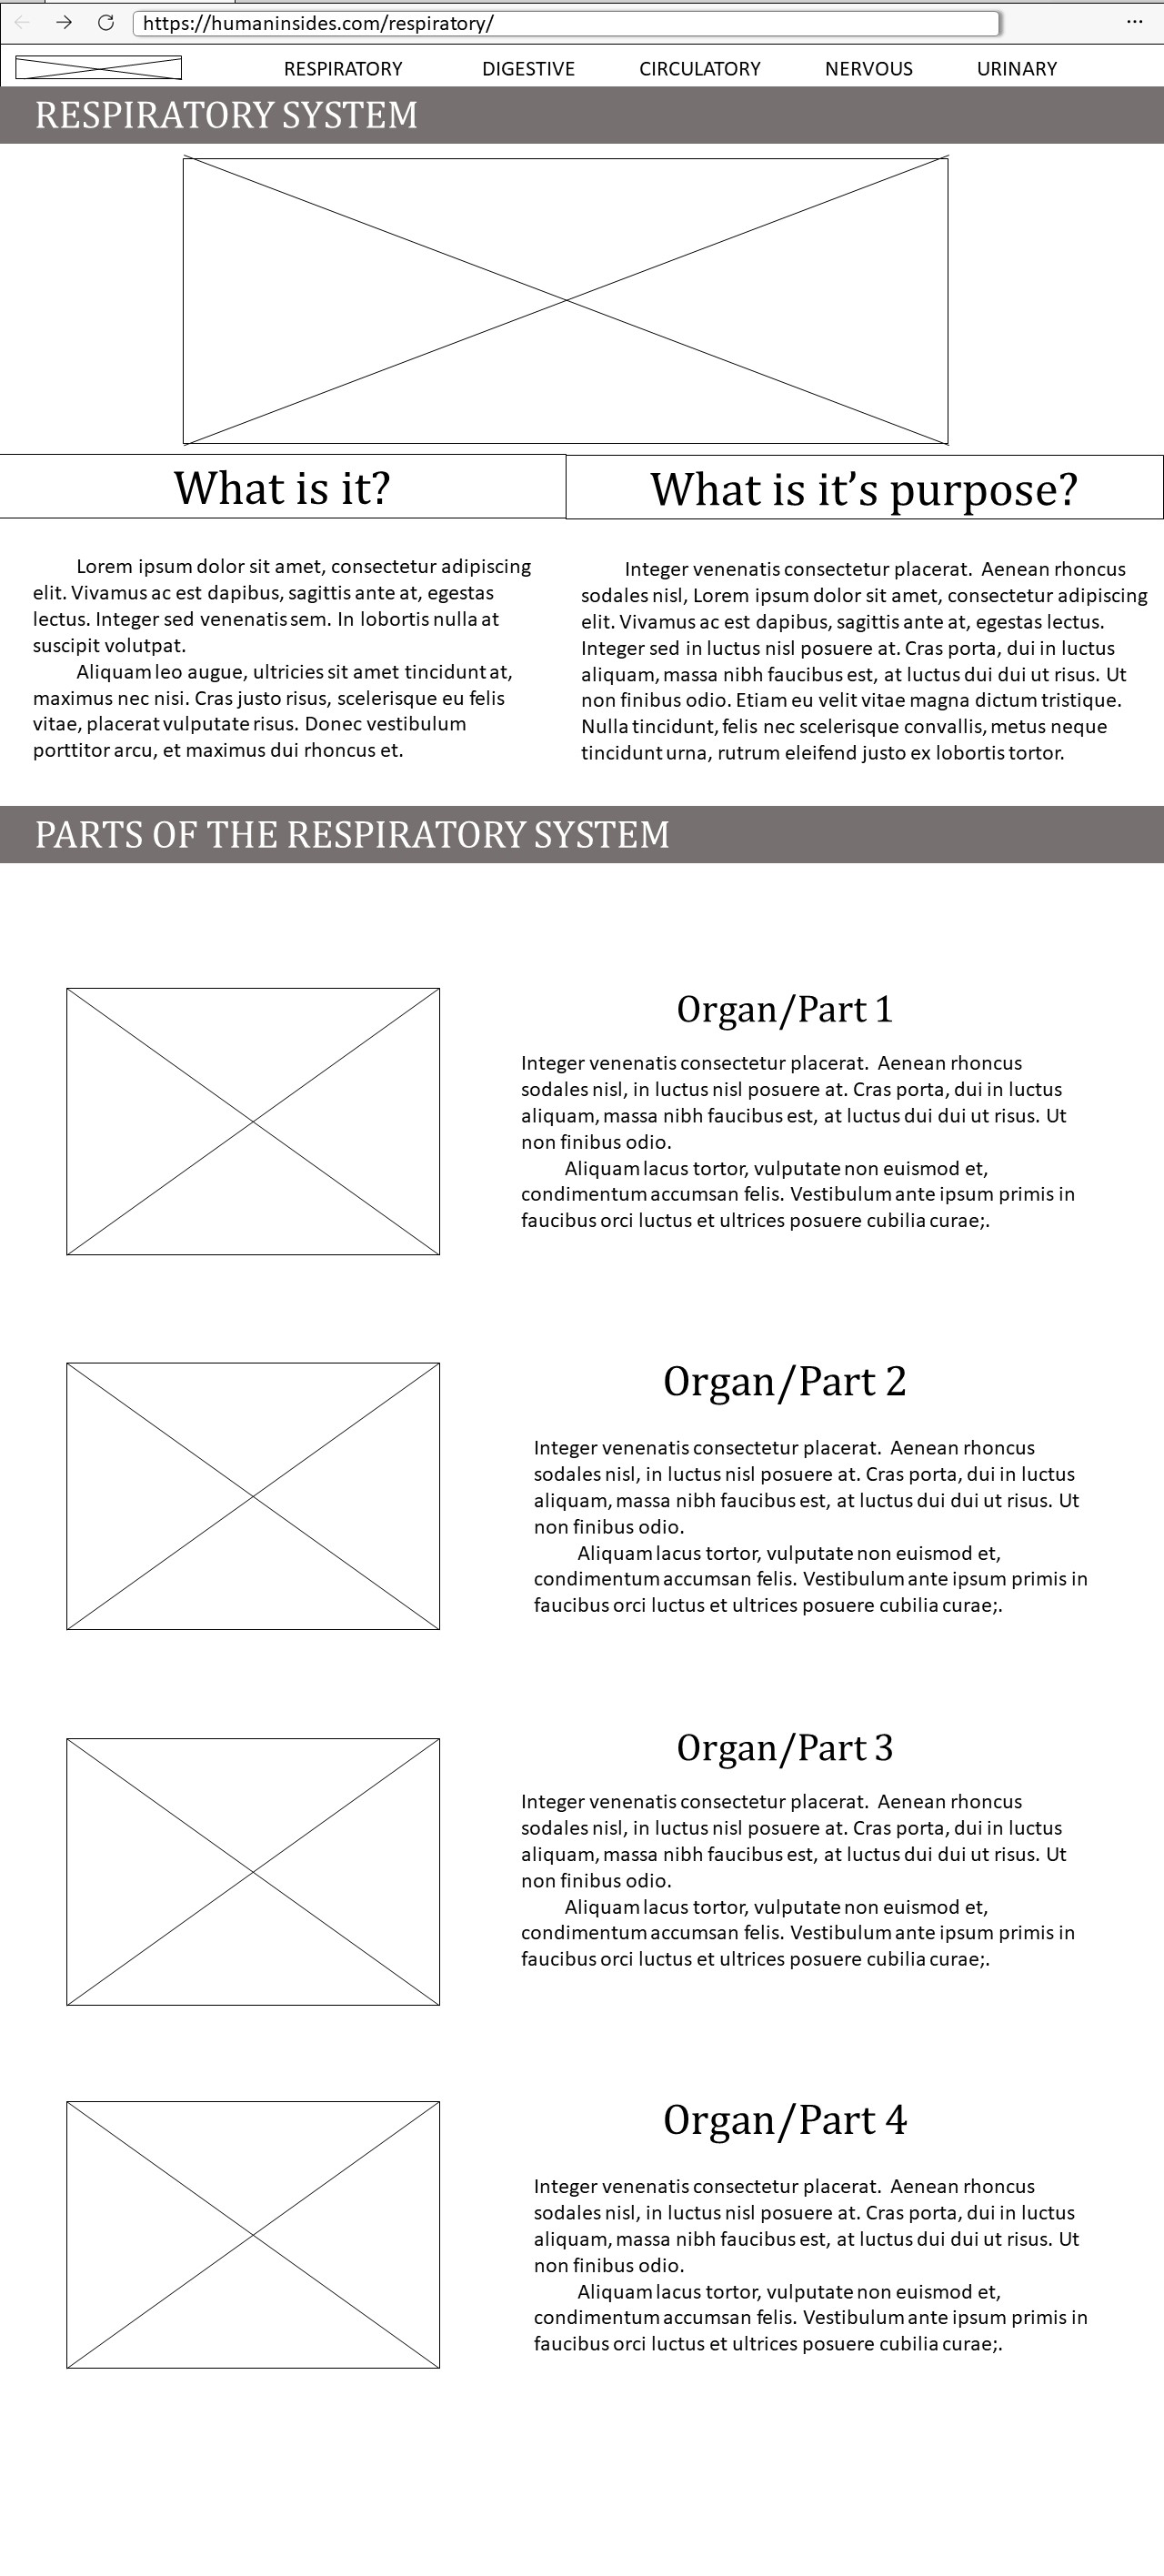 https://humaninsides.com/respiratory/
RESPIRATORY DIGESTIVE CIRCULATORY NERVOUS URINARY
RESPIRATORY SYSTEM
What is it?
Lorem ipsum dolor sit amet, consectetur adipiscing
elit. Vivamus ac est dapibus, sagittis ante at, egestas
lectus. Integer sed venenatis sem. In lobortis nulla at
suscipit volutpat.
Aliquam leo augue, ultricies sit amet tincidunt at,
maximus nec nisi. Cras justo risus, scelerisque eu felis
vitae, placerat vulputate risus. Donec vestibulum
porttitor arcu, et maximus dui rhoncus et.
What is it’s purpose?
Integer venenatis consectetur placerat. Aenean rhoncus
sodales nisl, Lorem ipsum dolor sit amet, consectetur adipiscing
elit. Vivamus ac est dapibus, sagittis ante at, egestas lectus.
Integer sed in luctus nisl posuere at. Cras porta, dui in luctus
aliquam, massa nibh faucibus est, at luctus dui dui ut risus. Ut
non finibus odio. Etiam eu velit vitae magna dictum tristique.
Nulla tincidunt, felis nec scelerisque convallis, metus neque
tincidunt urna, rutrum eleifend justo ex lobortis tortor.
PARTS OF THE RESPIRATORY SYSTEM
Organ/Part 1
Integer venenatis consectetur placerat. Aenean rhoncus
sodales nisl, in luctus nisl posuere at. Cras porta, dui in luctus
aliquam, massa nibh faucibus est, at luctus dui dui ut risus. Ut
non finibus odio.
Aliquam lacus tortor, vulputate non euismod et,
condimentum accumsan felis. Vestibulum ante ipsum primis in
faucibus orci luctus et ultrices posuere cubilia curae;.
Organ/Part 2
Integer venenatis consectetur placerat. Aenean rhoncus
sodales nisl, in luctus nisl posuere at. Cras porta, dui in luctus
aliquam, massa nibh faucibus est, at luctus dui dui ut risus. Ut
non finibus odio.
Aliquam lacus tortor, vulputate non euismod et,
condimentum accumsan felis. Vestibulum ante ipsum primis in
faucibus orci luctus et ultrices posuere cubilia curae;.
Organ/Part 3
Integer venenatis consectetur placerat. Aenean rhoncus
sodales nisl, in luctus nisl posuere at. Cras porta, dui in luctus
aliquam, massa nibh faucibus est, at luctus dui dui ut risus. Ut
non finibus odio.
Aliquam lacus tortor, vulputate non euismod et,
condimentum accumsan felis. Vestibulum ante ipsum primis in
faucibus orci luctus et ultrices posuere cubilia curae;.
Organ/Part 4
Integer venenatis consectetur placerat. Aenean rhoncus
sodales nisl, in luctus nisl posuere at. Cras porta, dui in luctus
aliquam, massa nibh faucibus est, at luctus dui dui ut risus. Ut
non finibus odio.
Aliquam lacus tortor, vulputate non euismod et,
condimentum accumsan felis. Vestibulum ante ipsum primis in
faucibus orci luctus et ultrices posuere cubilia curae;.